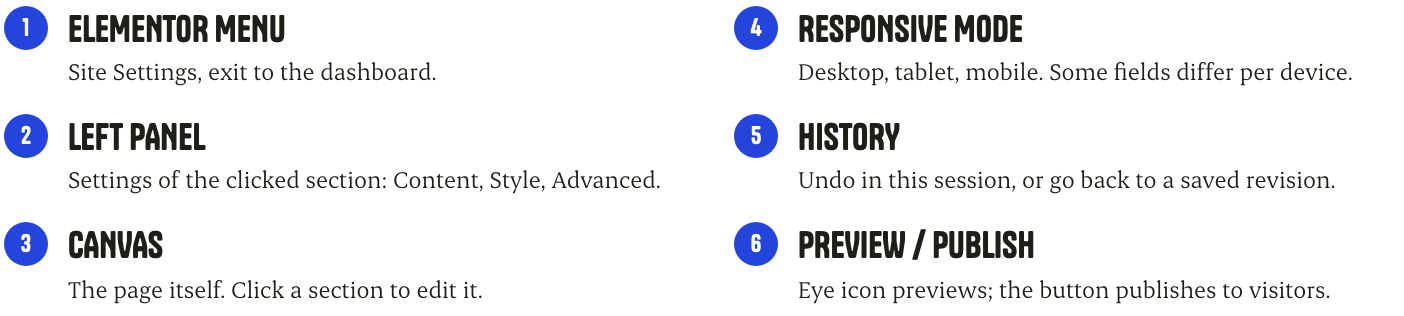 1 ELEMENTOR MENU
Site Settings, exit to the dashboard.
2 LEFT PANEL
Settings of the clicked section: Content, Style, Advanced.
3 CANVAS
The page itself. Click a section to edit it.
4 RESPONSIVE MODE
Desktop, tablet, mobile. Some fields differ per device.
5 HISTORY
Undo in this session, or go back to a saved revision.
6 PREVIEW / PUBLISH
Eye icon previews; the button publishes to visitors.